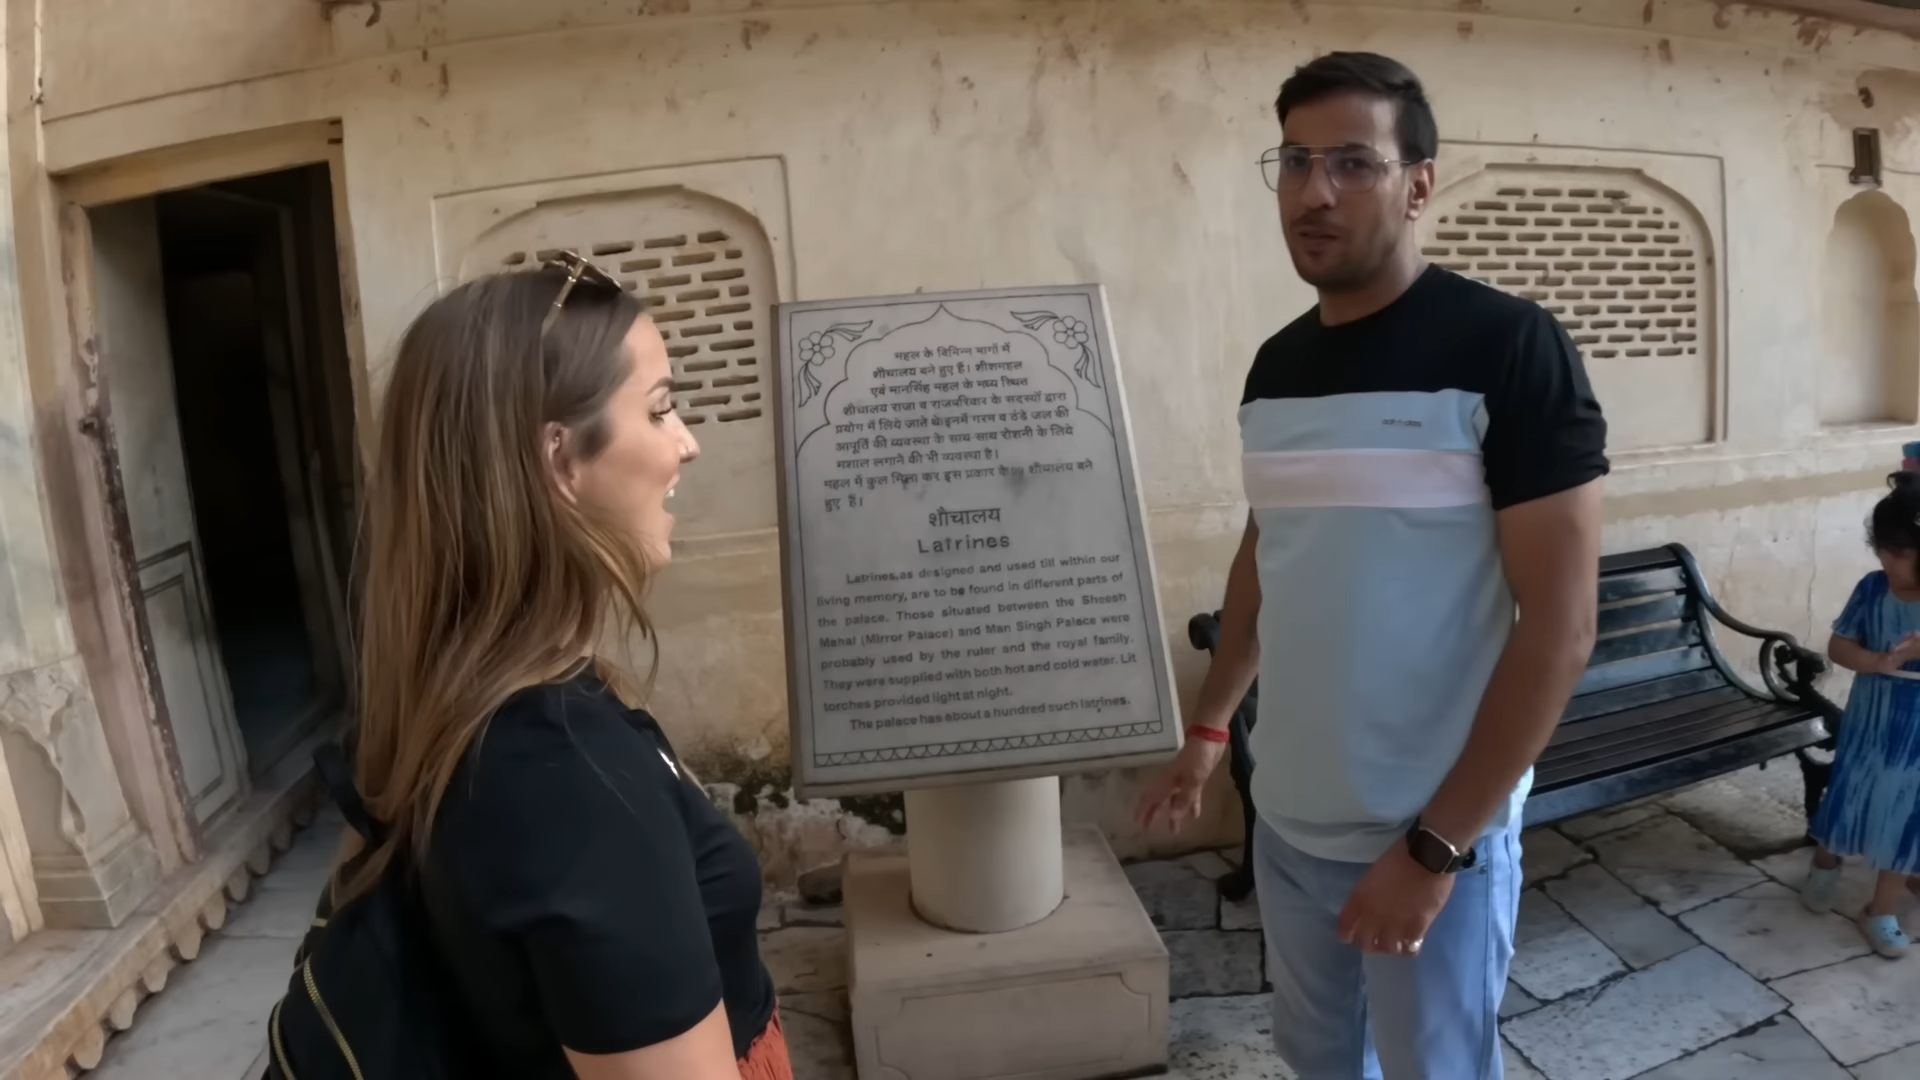 महल के विभिन्न भागों में
शौचालय बने हुए हैं। शीशमहल
एवं मानसिंह महल के मध्य स्थित
शौचालय राजा व राजपरिवार के सदस्यों द्वारा
प्रयोग में लिये जाते थे।इनमें गरम व ठंडे जल की
आपूर्ति की व्यवस्था के साथ-साथ रोशनी के लिये
मशाल लगाने की भी व्यवस्था है।
महल में कुल मिला कर इस प्रकार के 99 शौचालय बने
हुए हैं।
शौचालय
Latrines
Latrines,as designed and used till within our
living memory, are to be found in different parts of
the palace. Those situated between the Sheesh
Mahal (Mirror Palace) and Man Singh Palace were
probably used by the ruler and the royal family.
They were supplied with both hot and cold water. Lit
torches provided light at night.
The palace has about a hundred such latrines.